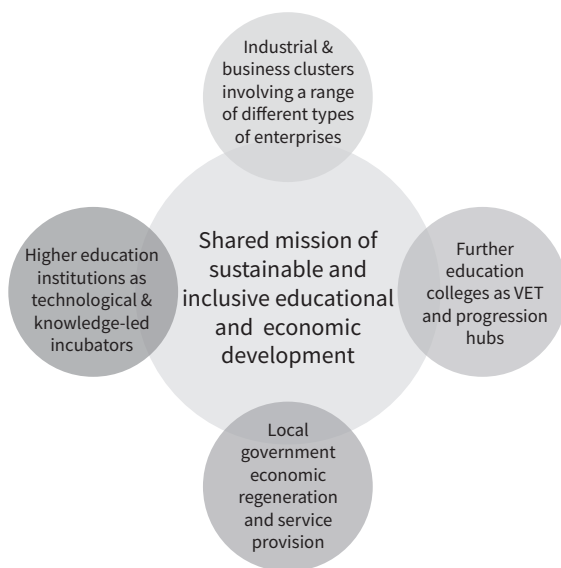 Industrial &
business clusters
involving a range
of different types
of enterprises
Higher education
institutions as
technological &
knowledge-led
incubators
Shared mission of
sustainable and
inclusive educational
and economic
development
Further
education
colleges as VET
and progression
hubs
Local
government
economic
regeneration
and service
provision